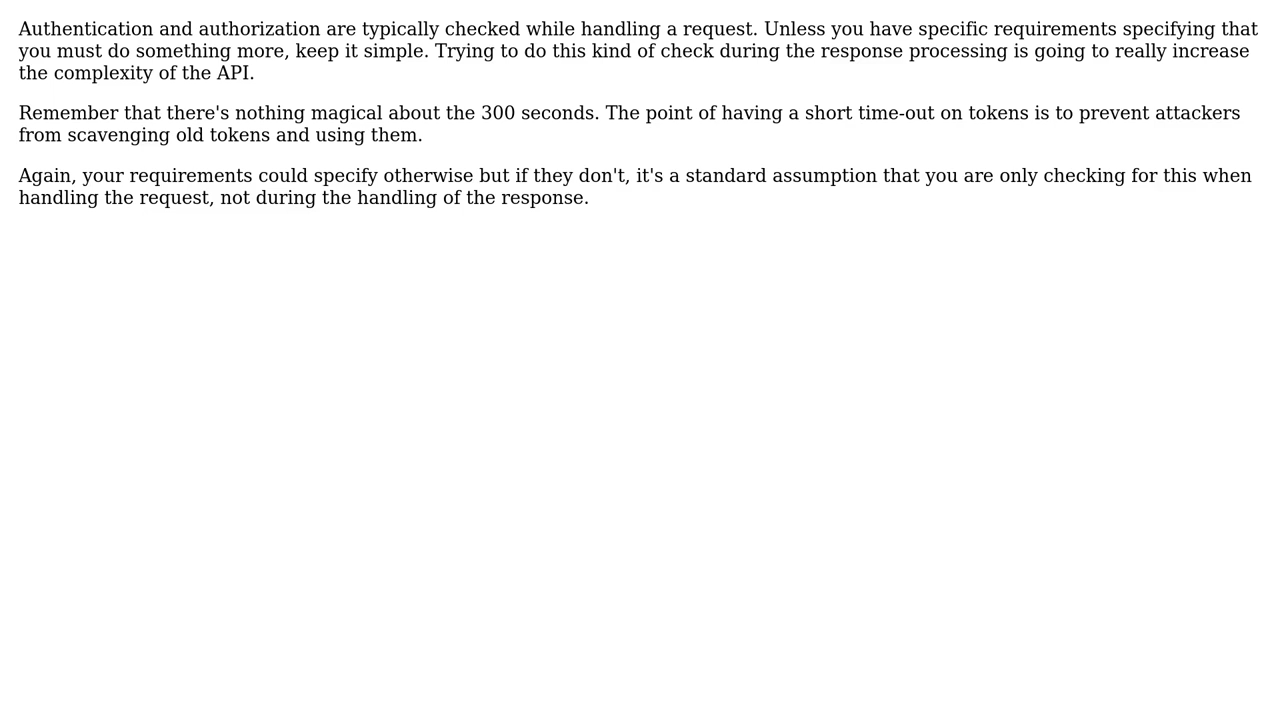 Authentication and authorization are typically checked while handling a request. Unless you have specific requirements specifying that
you must do something more, keep it simple. Trying to do this kind of check during the response processing is going to really increase
the complexity of the API.
Remember that there's nothing magical about the 300 seconds. The point of having a short time-out on tokens is to prevent attackers
from scavenging old tokens and using them.
Again, your requirements could specify otherwise but if they don't, it's a standard assumption that you are only checking for this when
handling the request, not during the handling of the response.